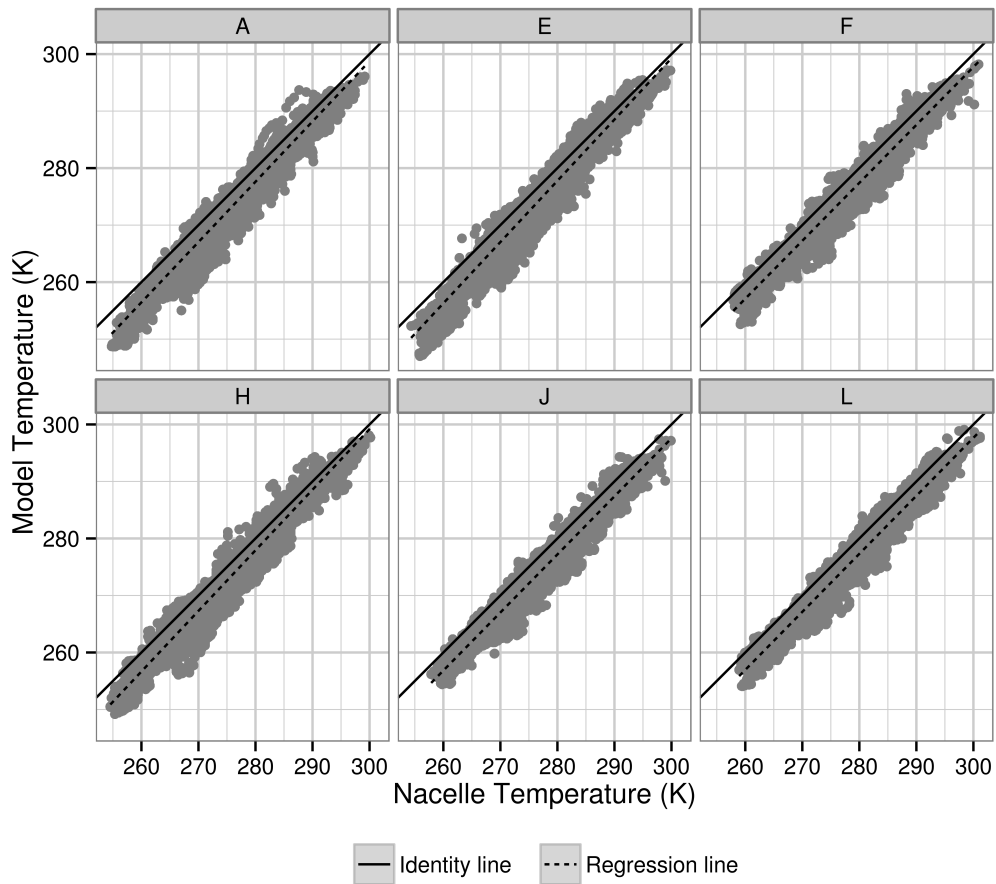 A E F
300
280
260
Model Temperature (K)
H J L
300
280
260
260 270 280 290 300 260 270 280 290 300 260 270 280 290 300
Nacelle Temperature (K)
Identity line Regression line